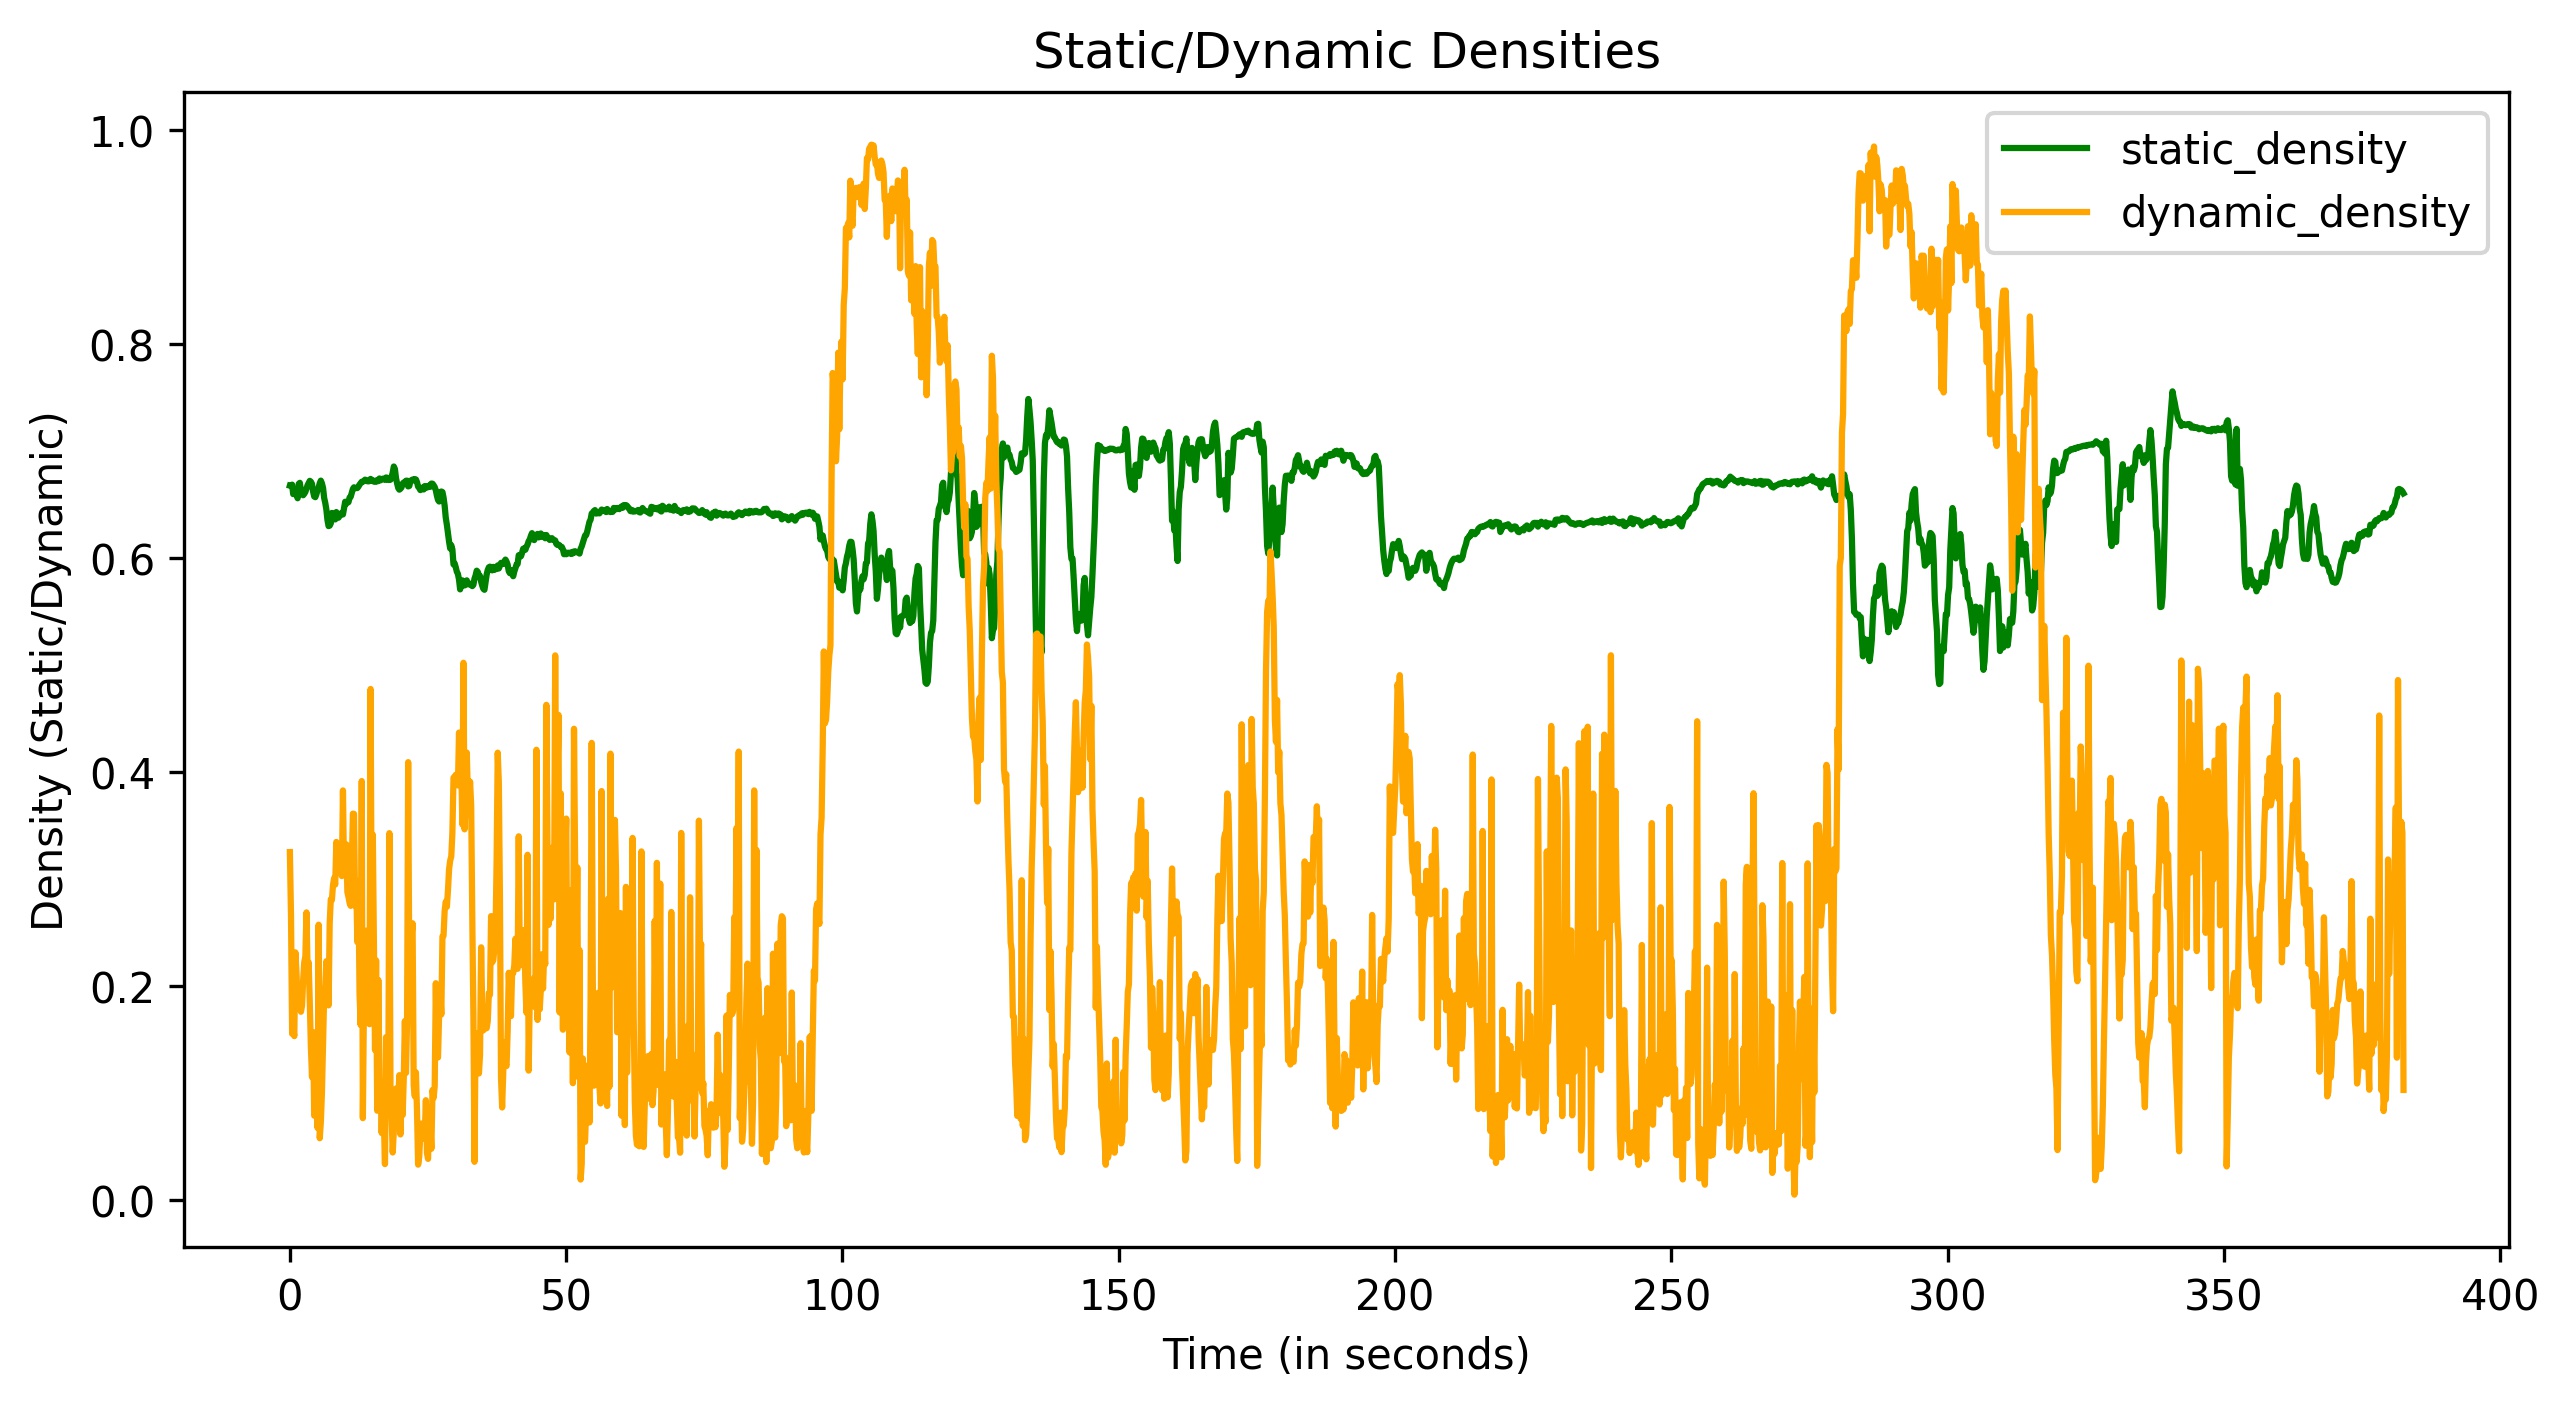 Static/Dynamic Densities
static_density
dynamic_density
Density (Static/Dynamic)
1.0
0.8
0.6
0.4
0.2
0.0
0 50 100 150 200 250 300 350 400
Time (in seconds)